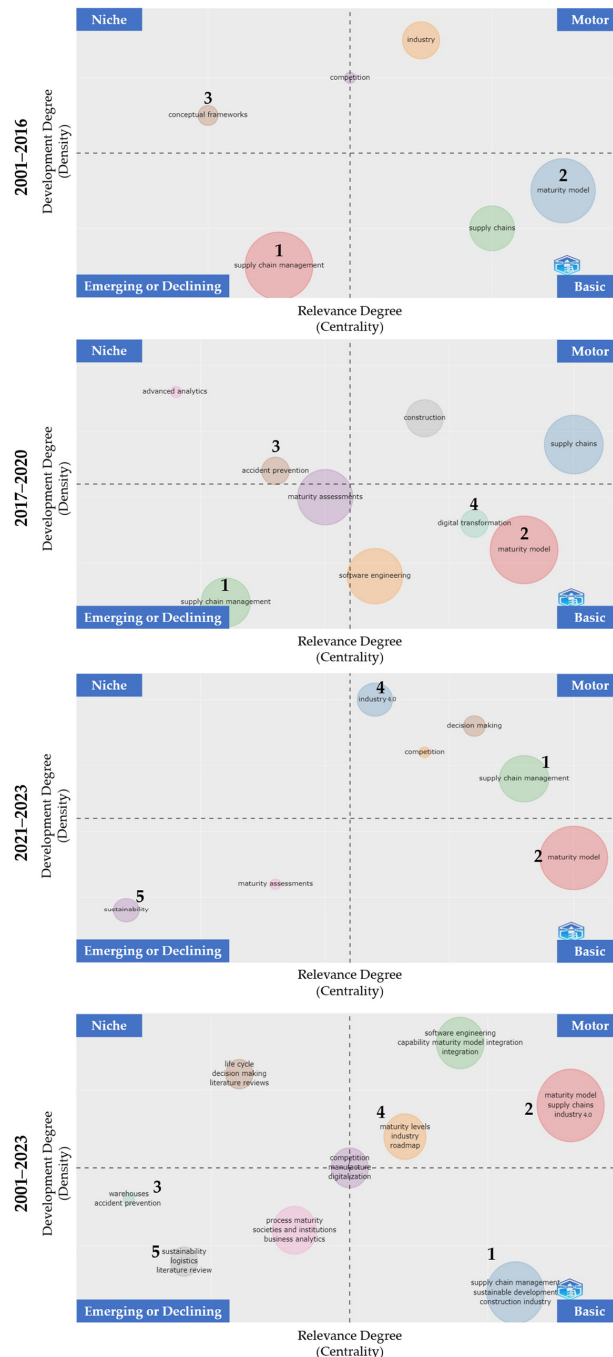 Niche
Motor
industry
competition
3
conceptual frameworks
2
maturity model
supply chains
1
supply chain management
Emerging or Declining
Basic
2001–2016
Development Degree
(Density)
Relevance Degree
(Centrality)
Niche
Motor
advanced analytics
construction
supply chains
3
accident prevention
maturity assessments
4
digital transformation
2
maturity model
software engineering
1
supply chain management
Emerging or Declining
Basic
2017–2020
Development Degree
(Density)
Relevance Degree
(Centrality)
Niche
Motor
4
industry 4.0
decision making
competition
1
supply chain management
2 maturity model
maturity assessments
5
sustainability
Emerging or Declining
Basic
2021–2023
Development Degree
(Density)
Relevance Degree
(Centrality)
Niche
Motor
software engineering
capability maturity model integration
integration
life cycle
decision making
literature reviews
maturity model
2 supply chains
industry 4.0
4
maturity levels
industry
roadmap
competition
manufacture
digitalization
3
warehouses
accident prevention
process maturity
societies and institutions
business analytics
5 sustainability
logistics
literature review
1
supply chain management
sustainable development
construction industry
Emerging or Declining
Basic
2001–2023
Development Degree
(Density)
Relevance Degree
(Centrality)